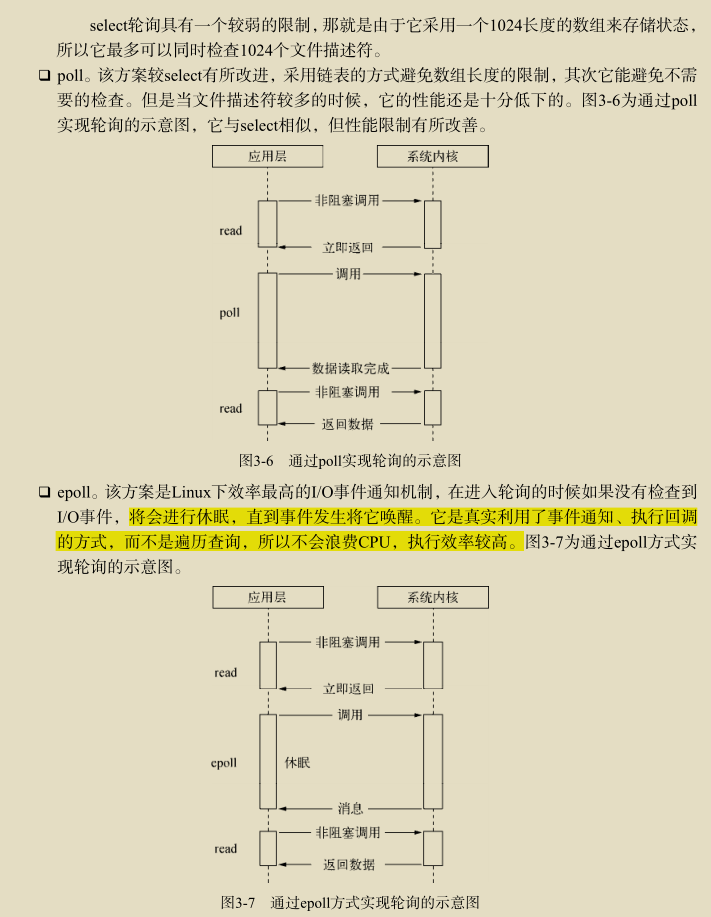 select轮询具有一个较弱的限制，那就是由于它采用一个1024长度的数组来存储状态，
所以它最多可以同时检查1024个文件描述符。
❑ poll。该方案较select有所改进，采用链表的方式避免数组长度的限制，其次它能避免不需
要的检查。但是当文件描述符较多的时候，它的性能还是十分低下的。图3-6为通过poll
实现轮询的示意图，它与select相似，但性能限制有所改善。
应用层 系统内核
非阻塞调用
read
立即返回
调用
poll
数据读取完成
非阻塞调用
read
返回数据
图3-6 通过poll实现轮询的示意图
❑ epoll。该方案是Linux下效率最高的I/O事件通知机制，在进入轮询的时候如果没有检查到
I/O事件，将会进行休眠，直到事件发生将它唤醒。它是真实利用了事件通知、执行回调
的方式，而不是遍历查询，所以不会浪费CPU，执行效率较高。图3-7为通过epoll方式实
现轮询的示意图。
应用层 系统内核
非阻塞调用
read
立即返回
调用
epoll 休眠
消息
非阻塞调用
read
返回数据
图3-7 通过epoll方式实现轮询的示意图